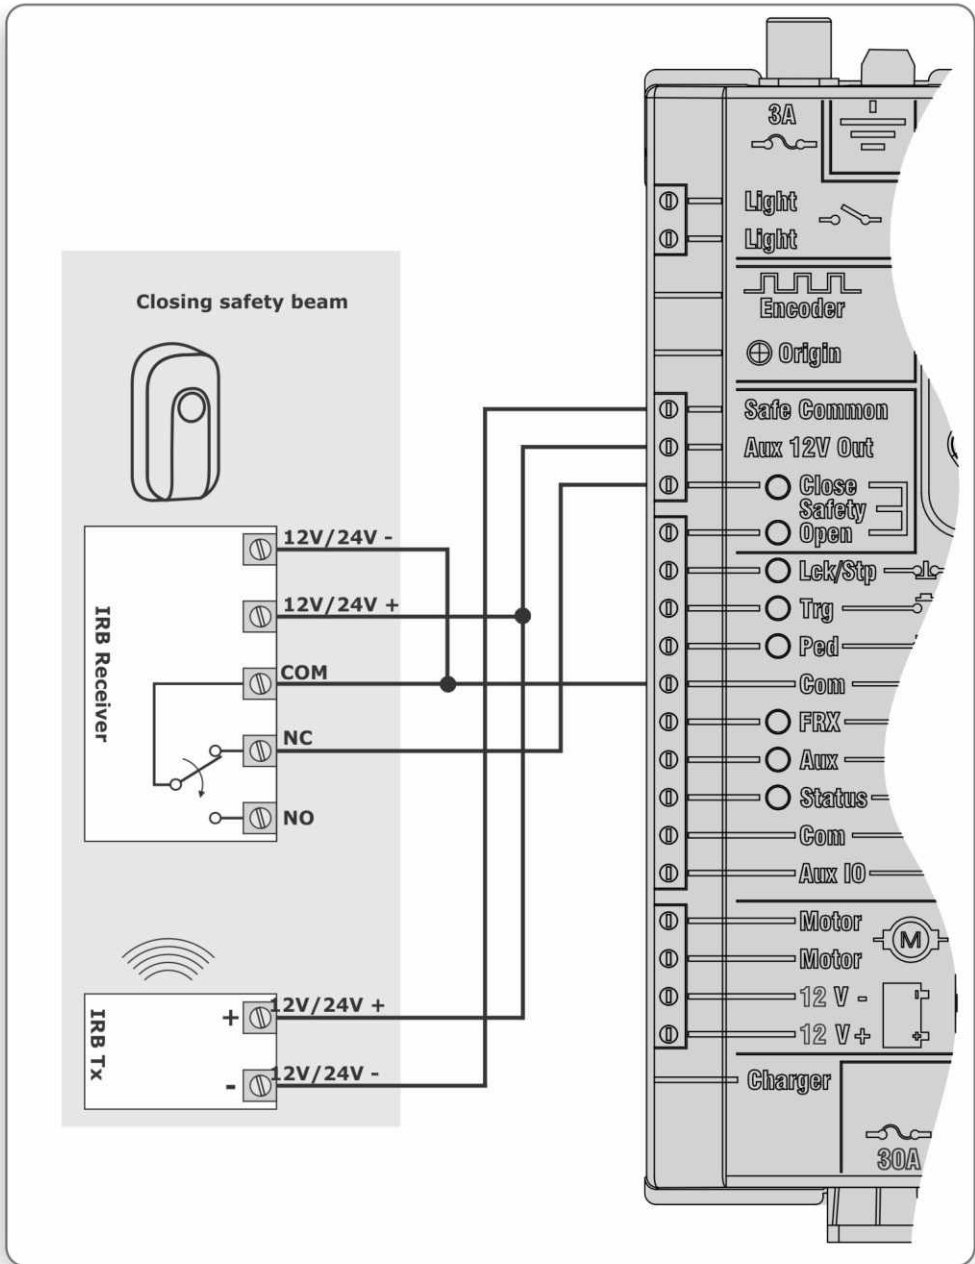 3A
Light
Light
Encoder
Origin
Safe Common
Aux 12V Out
Close
Safety
Open
Lck/Stp
Trg
Ped
Com
FRX
Aux
Status
Com
Aux IO
Motor
Motor
M
12 V -
12 V +
Charger
30A
Closing safety beam
IRB Receiver
12V/24V -
12V/24V +
COM
NC
NO
IRB Tx
+ 12V/24V +
- 12V/24V -